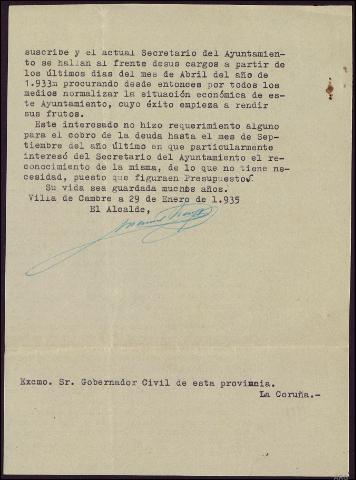 suscribe y el actual Secretario del Ayuntamien-
to se hallan al frente desus cargos a partir de
los últimos dias del mes de Abril del año de
1.933m procurando desde entonces por todos los
medios normalizar la situación económica de es-
te Ayuntamiento, cuyo éxito empieza a rendir
sus frutos.
Este interesado no hizo requerimiento alguno
para el cobro de la deuda hasta el mes de Sep-
tiembre del año último en que particularmente
interesó del Secretario del Ayuntamiento el re-
conocimiento de la misma, de lo que no tiene ne-
cesidad, puesto que figuraen Presupuesto.
Su vida sea guardada muchos años.
Villa de Cambre a 29 de Enero de 1.935
El Alcalde,
Excmo. Sr. Gobernador Civil de esta provincia.
La Coruña.-